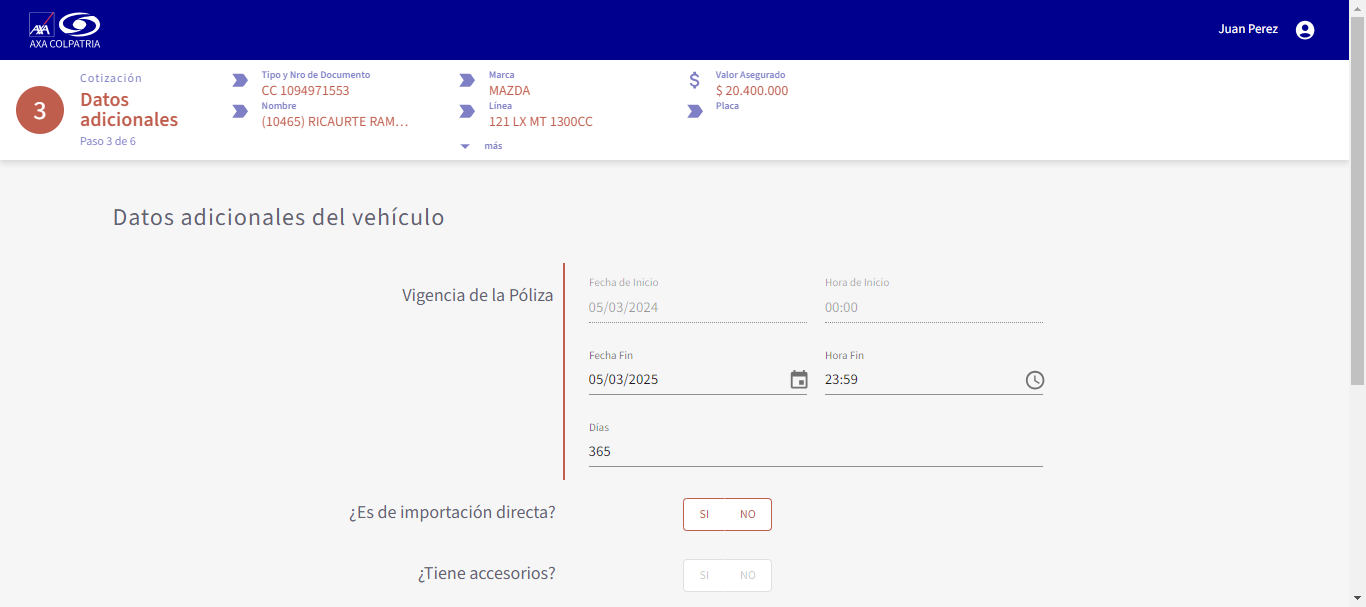 AXA
AXA COLPATRIA
Juan Perez
3
Cotización
Datos
adicionales
Paso 3 de 6
Tipo y Nro de Documento
CC 1094971553
Nombre
(10465) RICAURTE RAM...
Marca
MAZDA
Línea
121 LX MT 1300CC
más
Valor Asegurado
$ 20.400.000
Placa
Datos adicionales del vehículo
Vigencia de la Póliza
Fecha de Inicio
05/03/2024
Hora de Inicio
00:00
Fecha Fin
05/03/2025
Hora Fin
23:59
Días
365
¿Es de importación directa?
SI NO
¿Tiene accesorios?
SI NO